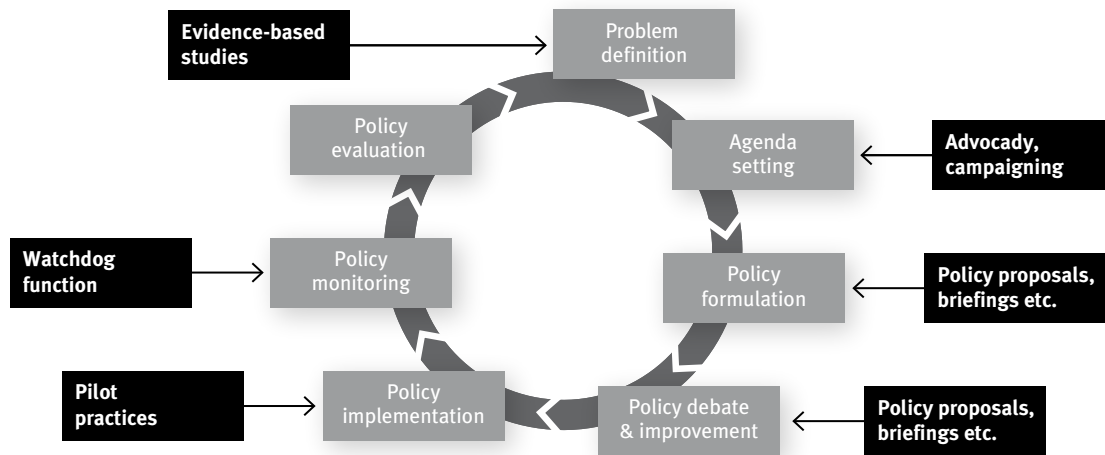 Evidence-based
studies
Problem
definition
Policy
evaluation
Agenda
setting
Advocady,
campaigning
Watchdog
function
Policy
monitoring
Policy
formulation
Policy proposals,
briefings etc.
Pilot
practices
Policy
implementation
Policy debate
& improvement
Policy proposals,
briefings etc.